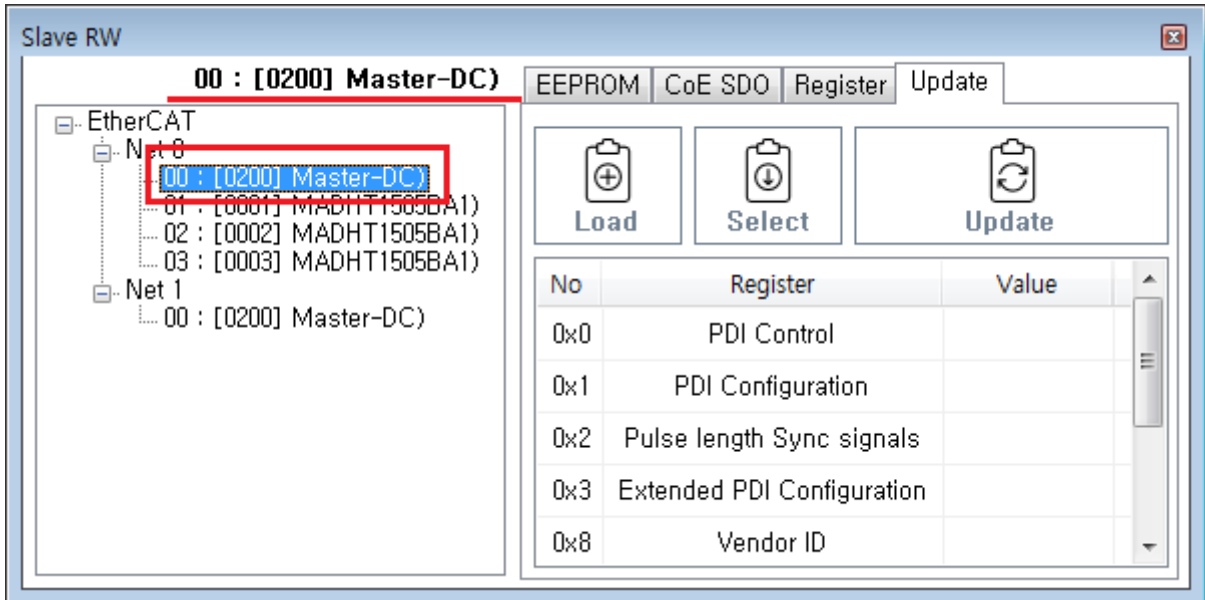 Slave RW
00 : [0200] Master-DC)
EtherCAT
Net 0
00 : [0200] Master-DC)
01 : [0001] MADHT1505BA1)
02 : [0002] MADHT1505BA1)
03 : [0003] MADHT1505BA1)
Net 1
00 : [0200] Master-DC)
EEPROM CoE SDO Register Update
Load Select Update
No Register Value
0x0 PDI Control
0x1 PDI Configuration
0x2 Pulse length Sync signals
0x3 Extended PDI Configuration
0x8 Vendor ID